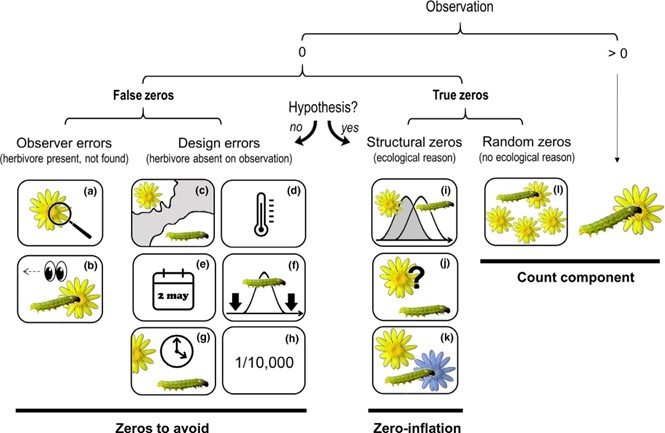 Observation
0
> 0
False zeros
True zeros
Hypothesis?
no
yes
Observer errors
(herbivore present, not found)
Design errors
(herbivore absent on observation)
Structural zeros
(ecological reason)
Random zeros
(no ecological reason)
(a)
(c)
(d)
(i)
(l)
(b)
(e)
2 may
(f)
(j)
?
(g)
(h)
1/10,000
(k)
Count component
Zeros to avoid
Zero-inflation